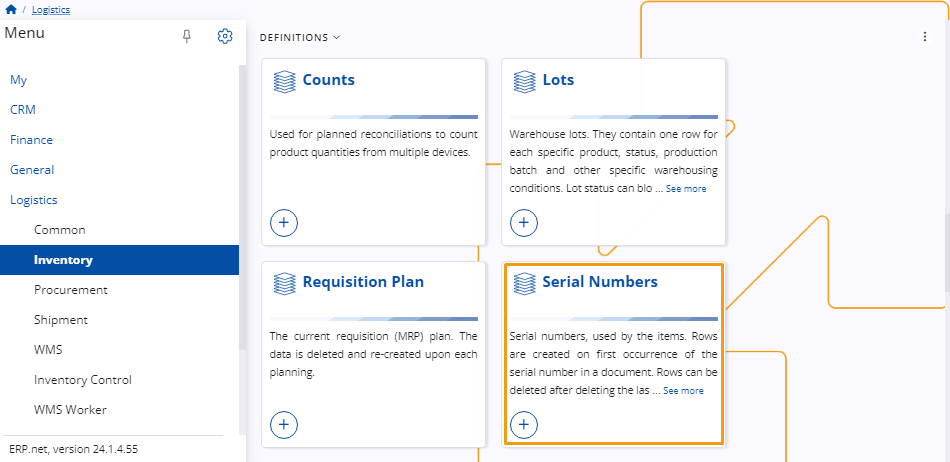 / Logistics
Menu
My
CRM
Finance
General
Logistics
Common
Inventory
Procurement
Shipment
WMS
Inventory Control
WMS Worker
ERP.net, version 24.1.4.55
DEFINITIONS
Counts
Used for planned reconciliations to count
product quantities from multiple devices.
Lots
Warehouse lots. They contain one row for
each specific product, status, production
batch and other specific warehousing
conditions. Lot status can blo ... See more
Requisition Plan
The current requisition (MRP) plan. The
data is deleted and re-created upon each
planning.
Serial Numbers
Serial numbers, used by the items. Rows
are created on first occurrence of the
serial number in a document. Rows can be
deleted after deleting the las ... See more